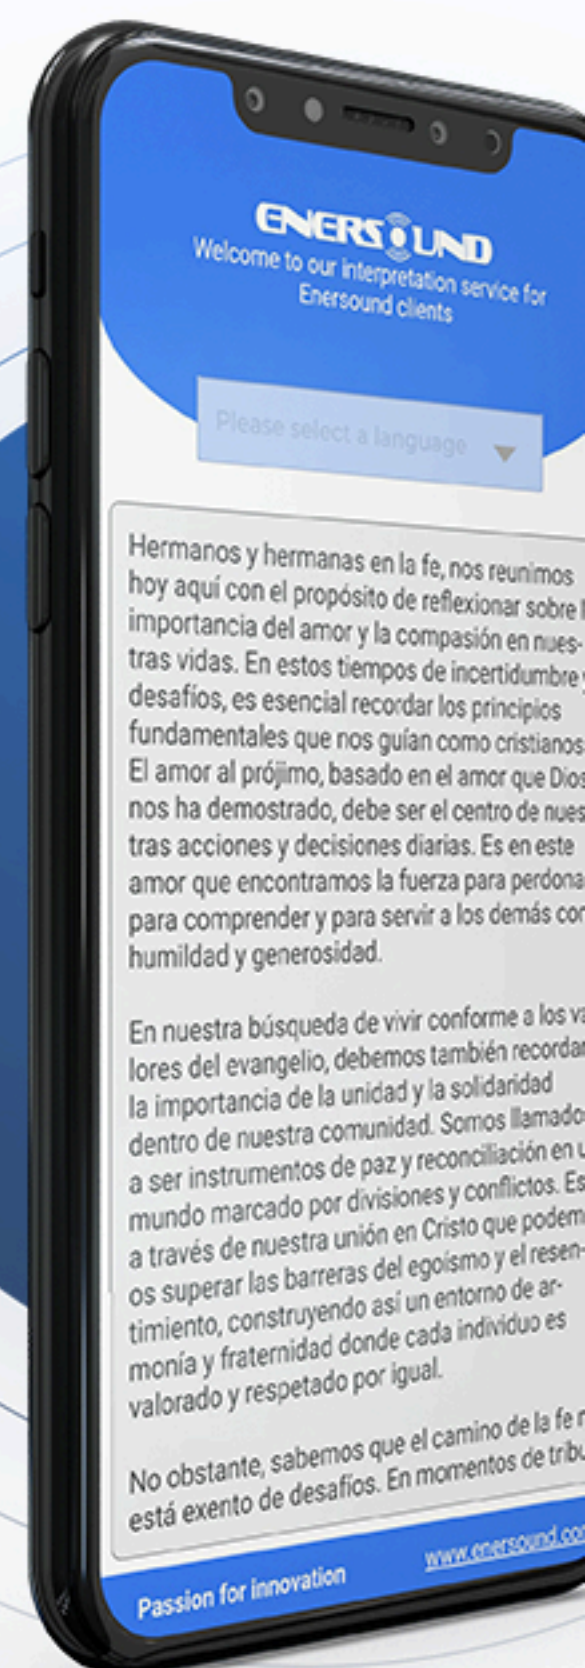 ENERSOUND
Welcome to our interpretation service for
Enersound clients
Please select a language
Hermanos y hermanas en la fe, nos reunimos
hoy aquí con el propósito de reflexionar sobre
importancia del amor y la compasión en nues-
tras vidas. En estos tiempos de incertidumbre y
desafíos, es esencial recordar los principios
fundamentales que nos guían como cristianos.
El amor al prójimo, basado en el amor que Dios
nos ha demostrado, debe ser el centro de nues
tras acciones y decisiones diarias. Es en este
amor que encontramos la fuerza para perdona
para comprender y para servir a los demás con
humildad y generosidad.
En nuestra búsqueda de vivir conforme a los va
lores del evangelio, debemos también recordar
la importancia de la unidad y la solidaridad
dentro de nuestra comunidad. Somos llamados
a ser instrumentos de paz y reconciliación en u
mundo marcado por divisiones y conflictos. Es
a través de nuestra unión en Cristo que podem
os superar las barreras del egoísmo y el resen-
timiento, construyendo así un entorno de ar-
monía y fraternidad donde cada individuo es
valorado y respetado por igual.
No obstante, sabemos que el camino de la fe n
está exento de desafíos. En momentos de tribu
Passion for innovation
www.enersound.com